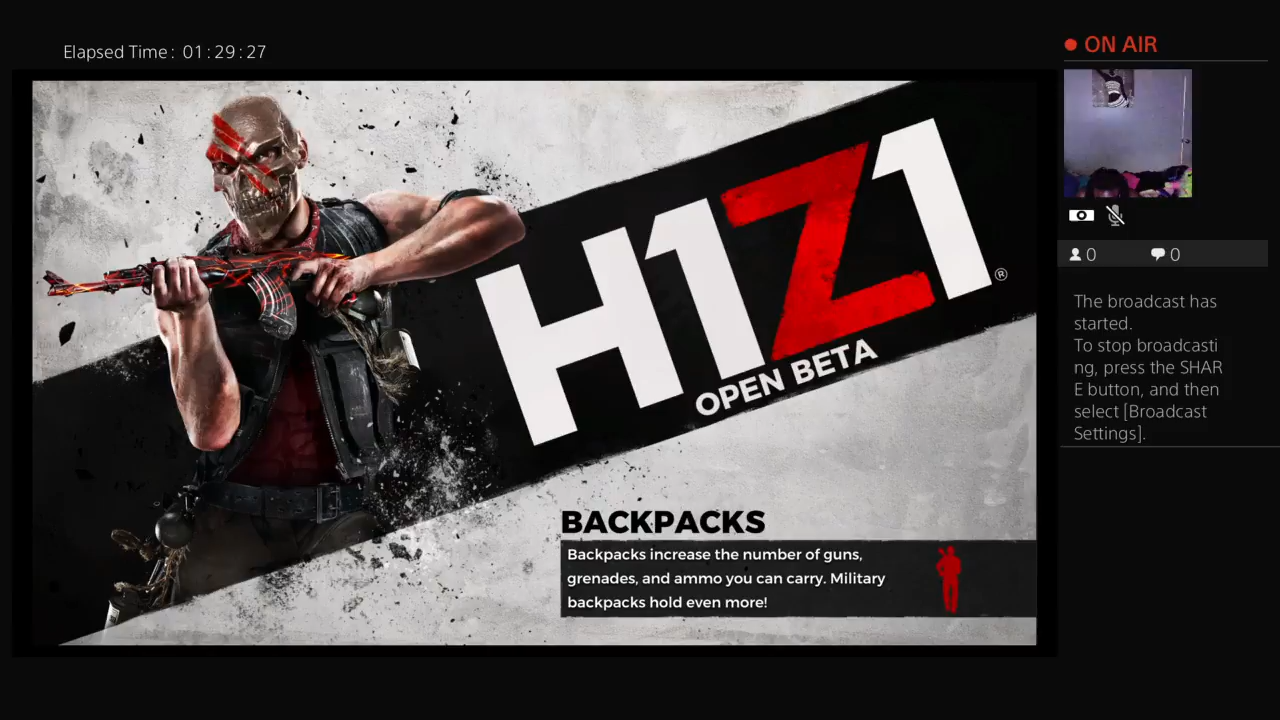 Elapsed Time: 01:29:27
ON AIR
H1Z1®
OPEN BETA
0 0
The broadcast has
started.
To stop broadcasti
ng, press the SHAR
E button, and then
select [Broadcast
Settings].
BACKPACKS
Backpacks increase the number of guns,
grenades, and ammo you can carry. Military
backpacks hold even more!